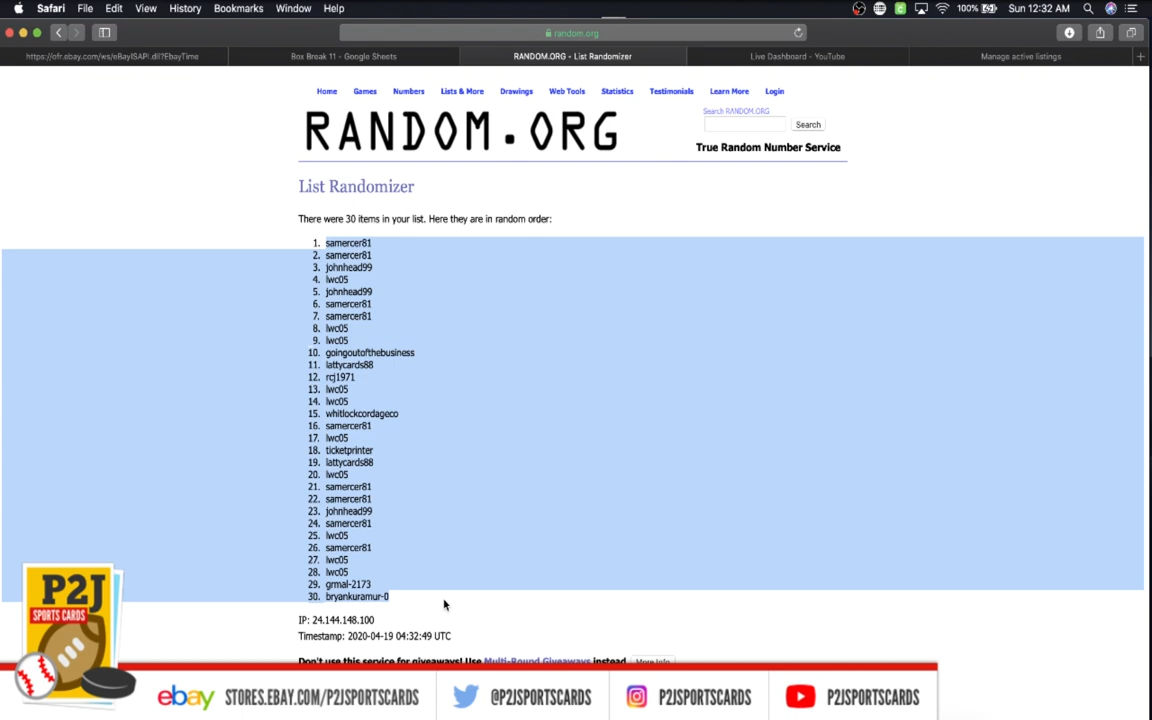 Safari File Edit View History Bookmarks Window Help 100% Sun 12:32 AM
random.org
https://ofr.ebay.com/ws/eBayISAPI.dll?EbayTime Box Break 11 - Google Sheets RANDOM.ORG - List Randomizer Live Dashboard - YouTube Manage active listings
Home Games Numbers Lists & More Drawings Web Tools Statistics Testimonials Learn More Login
Search RANDOM.ORG
RANDOM.ORG
Search
True Random Number Service
List Randomizer
There were 30 items in your list. Here they are in random order:
1. samercer81
2. samercer81
3. johnhead99
4. lwc05
5. johnhead99
6. samercer81
7. samercer81
8. lwc05
9. lwc05
10. goingoutofthebusiness
11. lattycards88
12. rcj1971
13. lwc05
14. lwc05
15. whitlockcordageco
16. samercer81
17. lwc05
18. ticketprinter
19. lattycards88
20. lwc05
21. samercer81
22. samercer81
23. johnhead99
24. samercer81
25. lwc05
26. samercer81
27. lwc05
28. lwc05
29. grmal-2173
30. bryankuramur-0
IP: 24.144.148.100
Timestamp: 2020-04-19 04:32:49 UTC
Don't use this service for giveaways! Use Multi-Round Giveaways instead More Info
P2J
SPORTS CARDS
ebay STORES.EBAY.COM/P2JSPORTSCARDS @P2JSPORTSCARDS P2JSPORTSCARDS P2JSPORTSCARDS